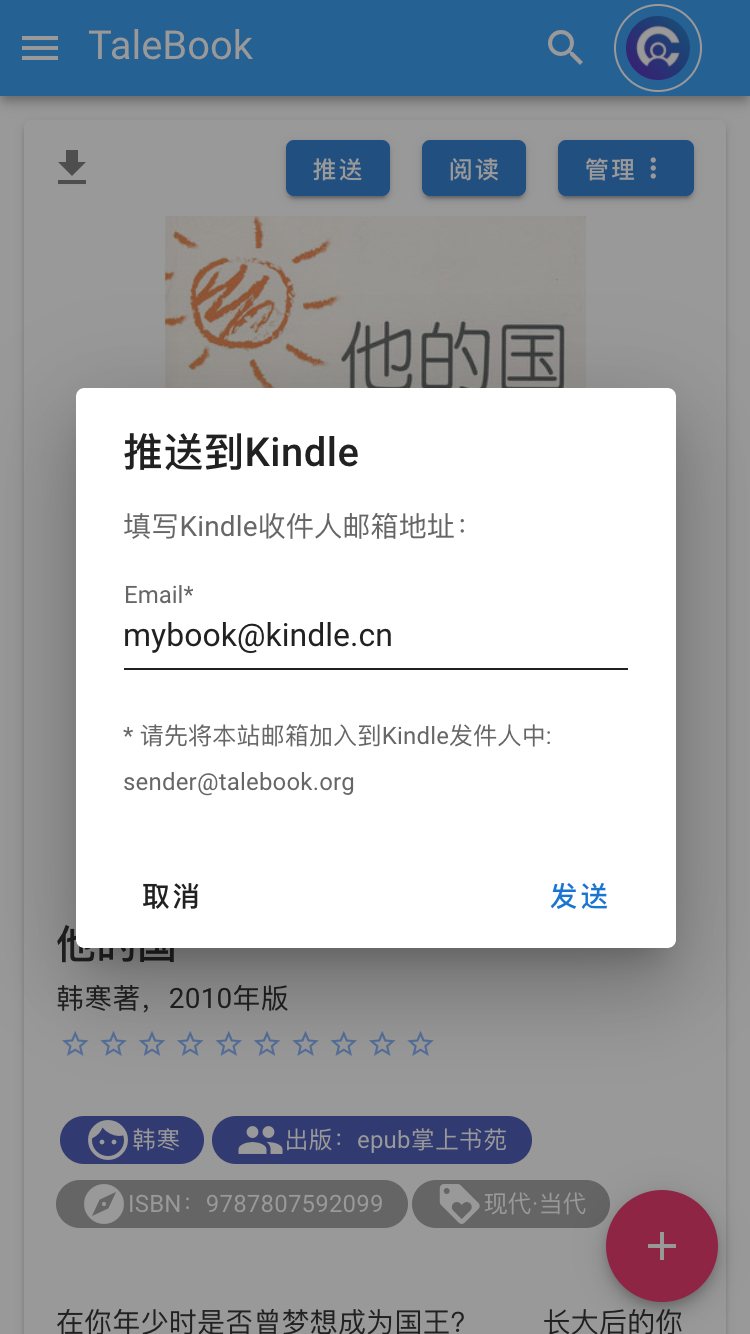 TaleBook
推送 阅读 管理
他的国
推送到Kindle
填写Kindle收件人邮箱地址：
Email*
mybook@kindle.cn
* 请先将本站邮箱加入到Kindle发件人中:
sender@talebook.org
取消 发送
他的国
韩寒著，2010年版
韩寒 出版：epub掌上书苑
ISBN：9787807592099 现代·当代
在你年少时是否曾梦想成为国王? 长大后的你